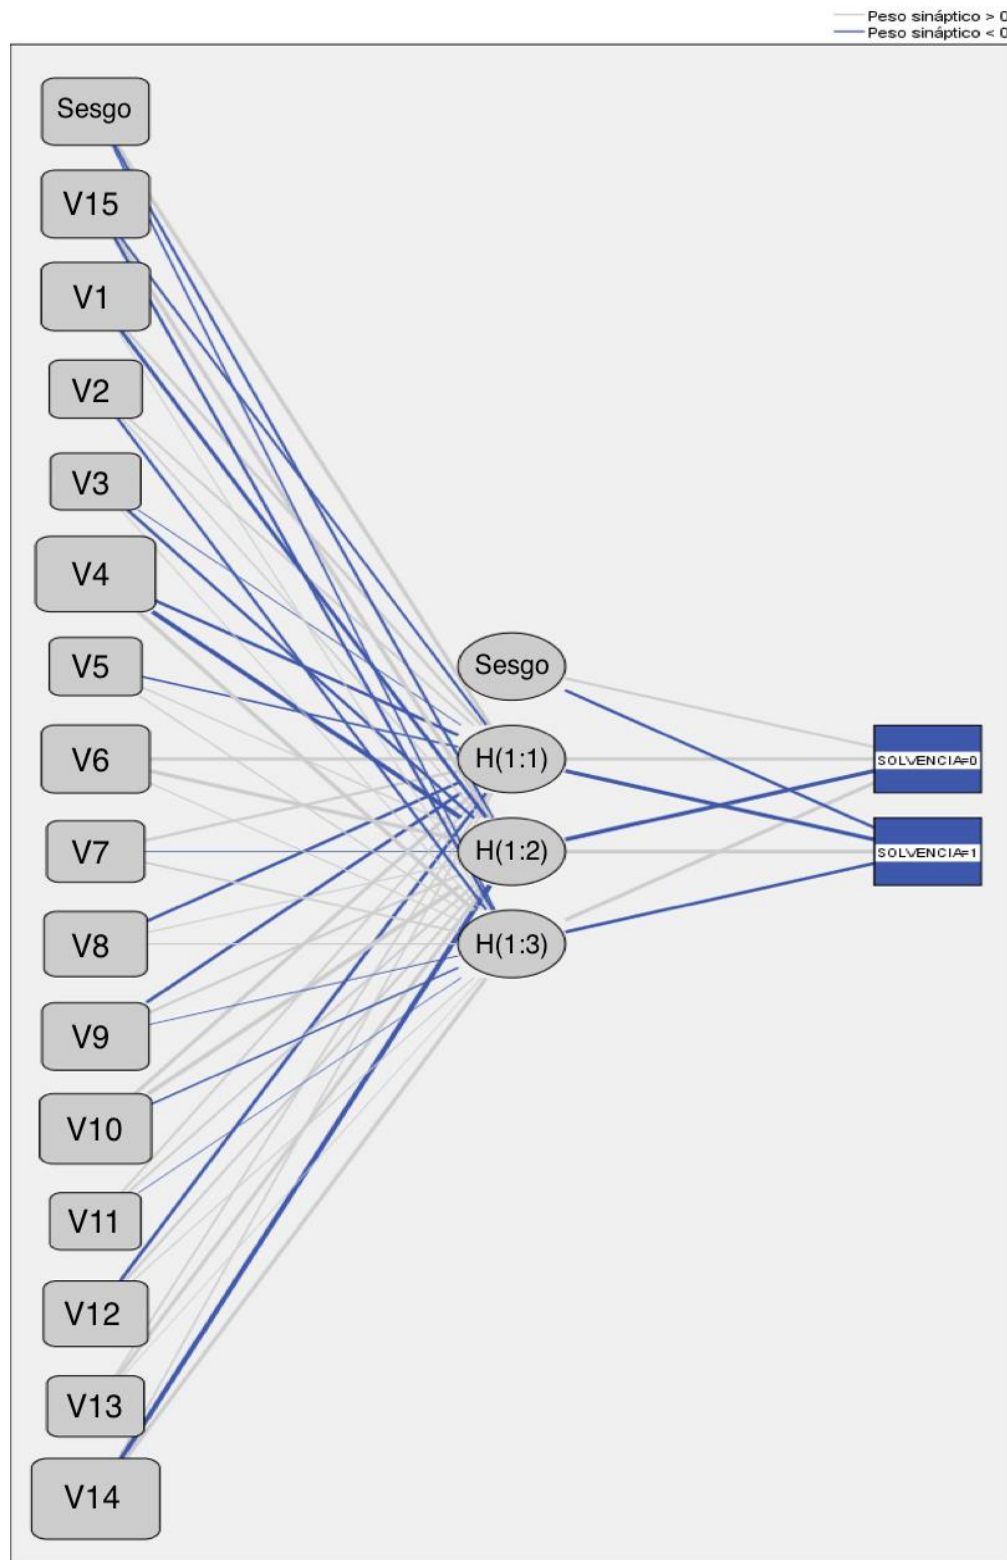 Peso sináptico > 0
Peso sináptico < 0
Sesgo
V15
V1
V2
V3
V4
V5
V6
V7
V8
V9
V10
V11
V12
V13
V14
Sesgo
H(1:1)
H(1:2)
H(1:3)
SOLVENCIA=0
SOLVENCIA=1